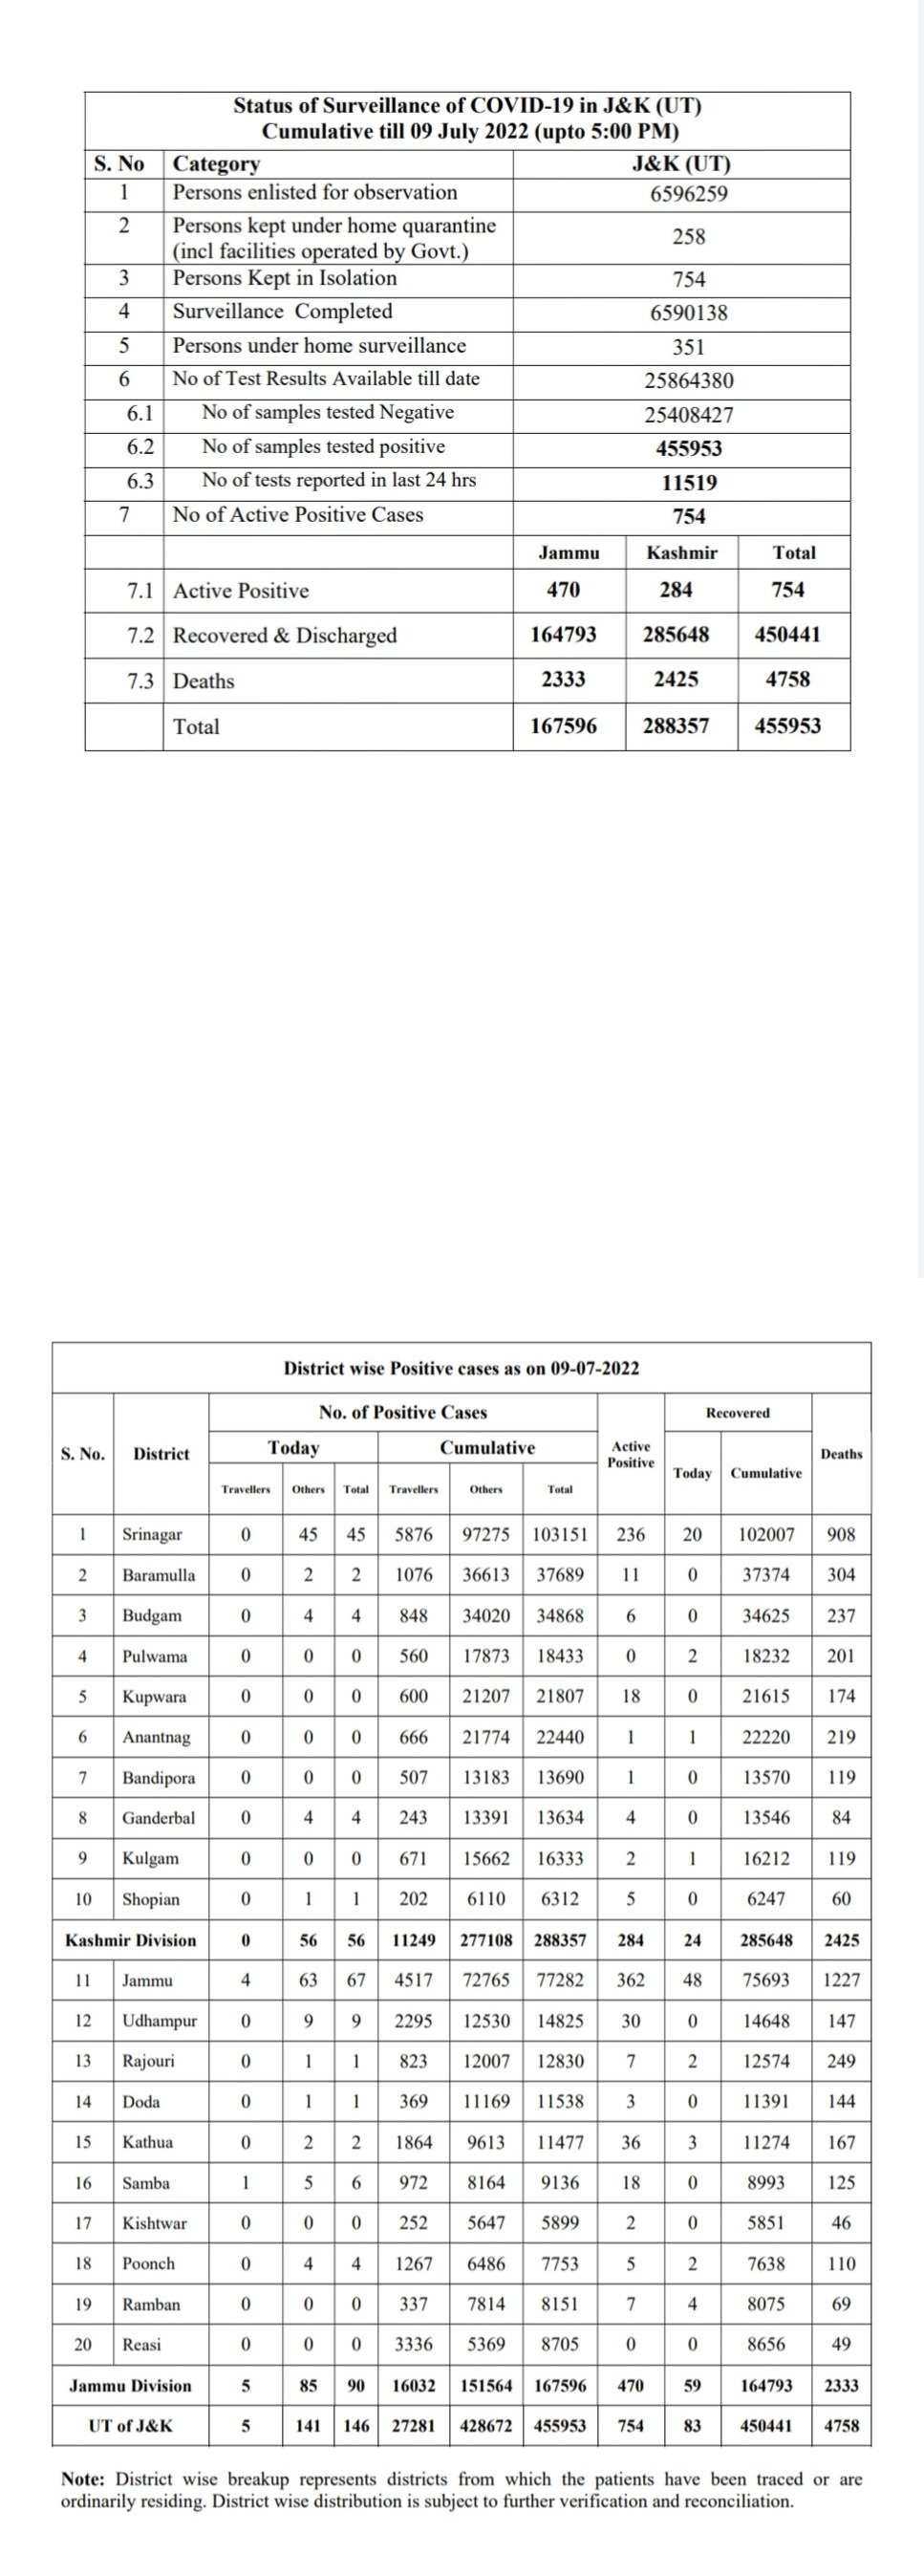 Status of Surveillance of COVID-19 in J&K (UT)
Cumulative till 09 July 2022 (upto 5:00 PM)
S. No Category J&K (UT)
1 Persons enlisted for observation 6596259
2 Persons kept under home quarantine
(incl facilities operated by Govt.) 258
3 Persons Kept in Isolation 754
4 Surveillance Completed 6590138
5 Persons under home surveillance 351
6 No of Test Results Available till date 25864380
6.1 No of samples tested Negative 25408427
6.2 No of samples tested positive 455953
6.3 No of tests reported in last 24 hrs 11519
7 No of Active Positive Cases 754
Jammu Kashmir Total
7.1 Active Positive 470 284 754
7.2 Recovered & Discharged 164793 285648 450441
7.3 Deaths 2333 2425 4758
Total 167596 288357 455953
District wise Positive cases as on 09-07-2022
S. No. District No. of Positive Cases Active Positive Recovered Deaths
Today Cumulative Today Cumulative
Travellers Others Total Travellers Others Total
1 Srinagar 0 45 45 5876 97275 103151 236 20 102007 908
2 Baramulla 0 2 2 1076 36613 37689 11 0 37374 304
3 Budgam 0 4 4 848 34020 34868 6 0 34625 237
4 Pulwama 0 0 0 560 17873 18433 0 2 18232 201
5 Kupwara 0 0 0 600 21207 21807 18 0 21615 174
6 Anantnag 0 0 0 666 21774 22440 1 1 22220 219
7 Bandipora 0 0 0 507 13183 13690 1 0 13570 119
8 Ganderbal 0 4 4 243 13391 13634 4 0 13546 84
9 Kulgam 0 0 0 671 15662 16333 2 1 16212 119
10 Shopian 0 1 1 202 6110 6312 5 0 6247 60
Kashmir Division 0 56 56 11249 277108 288357 284 24 285648 2425
11 Jammu 4 63 67 4517 72765 77282 362 48 75693 1227
12 Udhampur 0 9 9 2295 12530 14825 30 0 14648 147
13 Rajouri 0 1 1 823 12007 12830 7 2 12574 249
14 Doda 0 1 1 369 11169 11538 3 0 11391 144
15 Kathua 0 2 2 1864 9613 11477 36 3 11274 167
16 Samba 1 5 6 972 8164 9136 18 0 8993 125
17 Kishtwar 0 0 0 252 5647 5899 2 0 5851 46
18 Poonch 0 4 4 1267 6486 7753 5 2 7638 110
19 Ramban 0 0 0 337 7814 8151 7 4 8075 69
20 Reasi 0 0 0 3336 5369 8705 0 0 8656 49
Jammu Division 5 85 90 16032 151564 167596 470 59 164793 2333
UT of J&K 5 141 146 27281 428672 455953 754 83 450441 4758
Note: District wise breakup represents districts from which the patients have been traced or are
ordinarily residing. District wise distribution is subject to further verification and reconciliation.